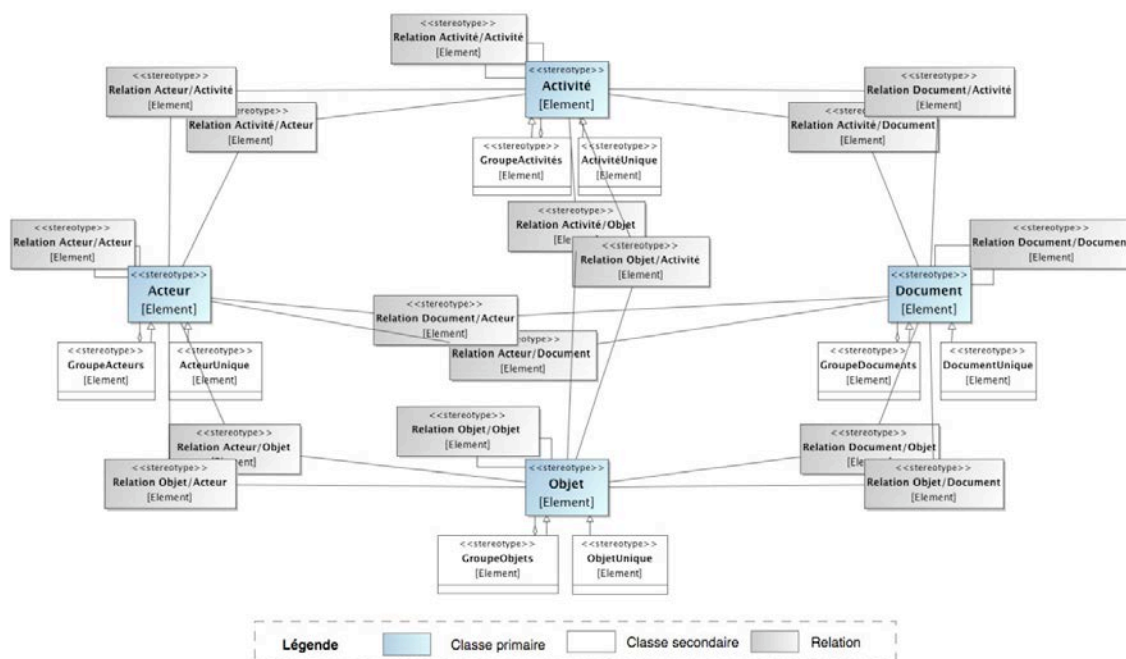 <<stereotype>>
Relation Activité/Activité
[Element]
<<stereotype>>
Activité
[Element]
<<stereotype>>
Relation Acteur/Activité
[Element]
<<stereotype>>
Relation Document/Activité
[Element]
<<stereotype>>
Relation Activité/Acteur
[Element]
<<stereotype>>
Relation Activité/Document
[Element]
<<stereotype>>
GroupeActivités
[Element]
<<stereotype>>
ActivitéUnique
[Element]
<<stereotype>>
Relation Activité/Objet
[Element]
<<stereotype>>
Relation Objet/Activité
[Element]
<<stereotype>>
Relation Acteur/Acteur
[Element]
<<stereotype>>
Relation Document/Document
[Element]
<<stereotype>>
Acteur
[Element]
<<stereotype>>
Document
[Element]
<<stereotype>>
Relation Document/Acteur
[Element]
<<stereotype>>
Relation Acteur/Document
[Element]
<<stereotype>>
GroupeActeurs
[Element]
<<stereotype>>
ActeurUnique
[Element]
<<stereotype>>
GroupeDocuments
[Element]
<<stereotype>>
DocumentUnique
[Element]
<<stereotype>>
Relation Objet/Objet
[Element]
<<stereotype>>
Relation Acteur/Objet
[Element]
<<stereotype>>
Relation Document/Objet
[Element]
<<stereotype>>
Relation Objet/Acteur
[Element]
<<stereotype>>
Objet
[Element]
<<stereotype>>
Relation Objet/Document
[Element]
<<stereotype>>
GroupeObjets
[Element]
<<stereotype>>
ObjetUnique
[Element]
Légende
Classe primaire
Classe secondaire
Relation